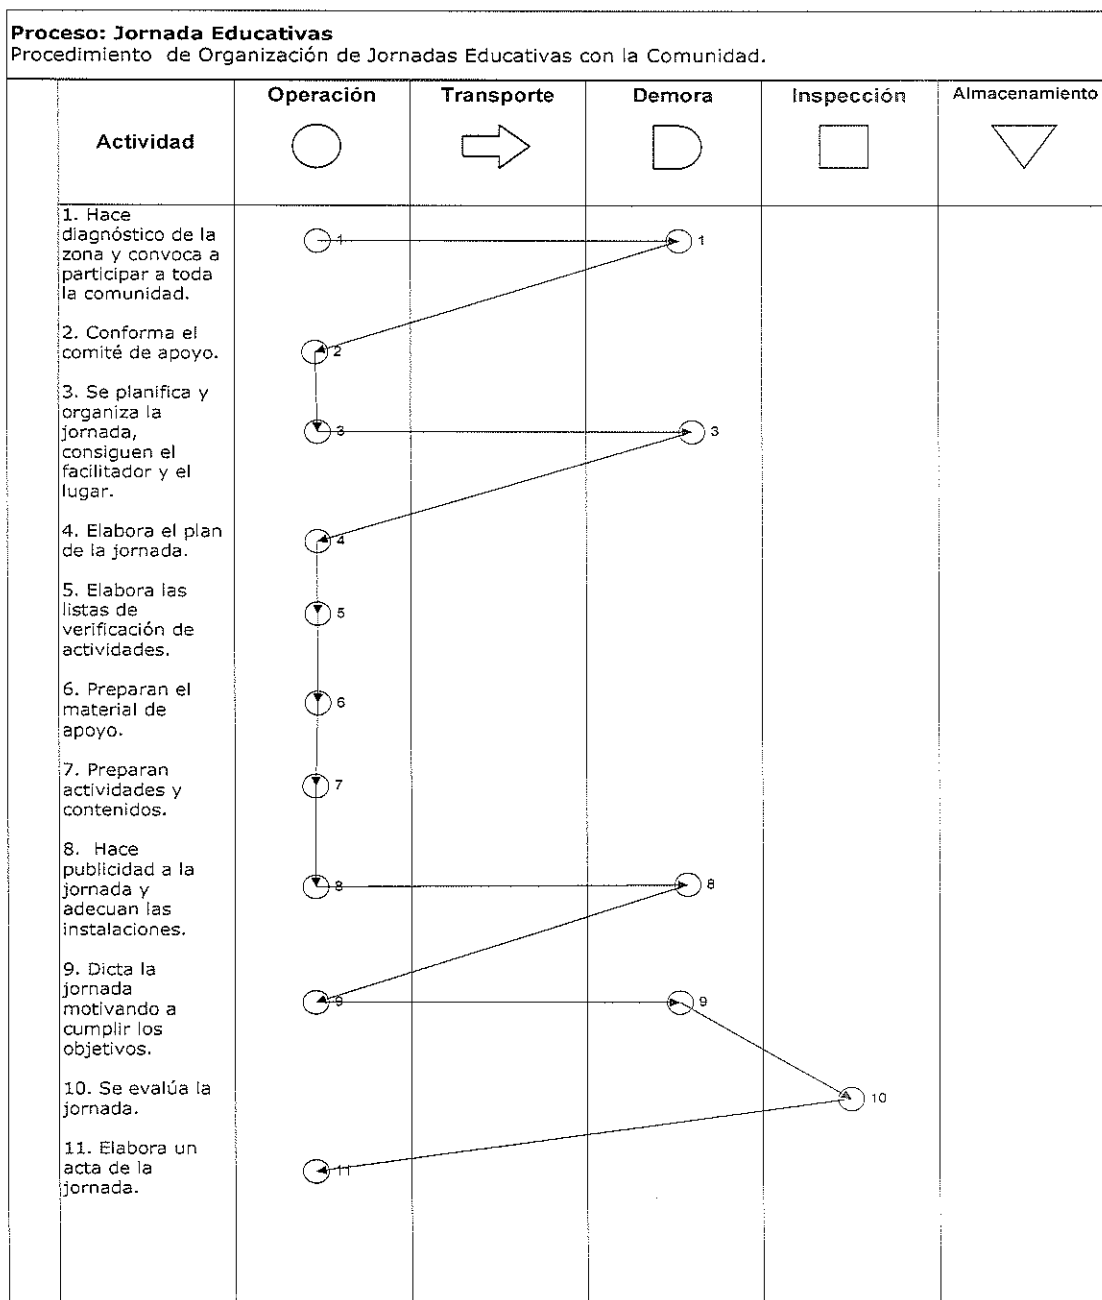 Proceso: Jornada Educativas
Procedimiento de Organización de Jornadas Educativas con la Comunidad.
Actividad
Operación
Transporte
Demora
Inspección
Almacenamiento
1. Hace
diagnóstico de la
zona y convoca a
participar a toda
la comunidad.
1
1
2. Conforma el
comité de apoyo.
2
3. Se planifica y
organiza la
jornada,
consiguen el
facilitador y el
lugar.
3
3
4. Elabora el plan
de la jornada.
4
5. Elabora las
listas de
verificación de
actividades.
5
6. Preparan el
material de
apoyo.
6
7. Preparan
actividades y
contenidos.
7
8. Hace
publicidad a la
jornada y
adecuan las
instalaciones.
8
8
9. Dicta la
jornada
motivando a
cumplir los
objetivos.
9
9
10. Se evalúa la
jornada.
10
11. Elabora un
acta de la
jornada.
11